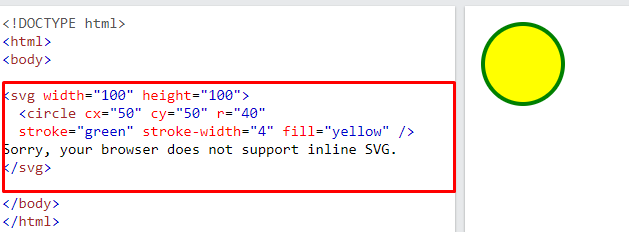 <!DOCTYPE html>
<html>
<body>
<svg width="100" height="100">
<circle cx="50" cy="50" r="40"
stroke="green" stroke-width="4" fill="yellow" />
Sorry, your browser does not support inline SVG.
</svg>
</body>
</html>